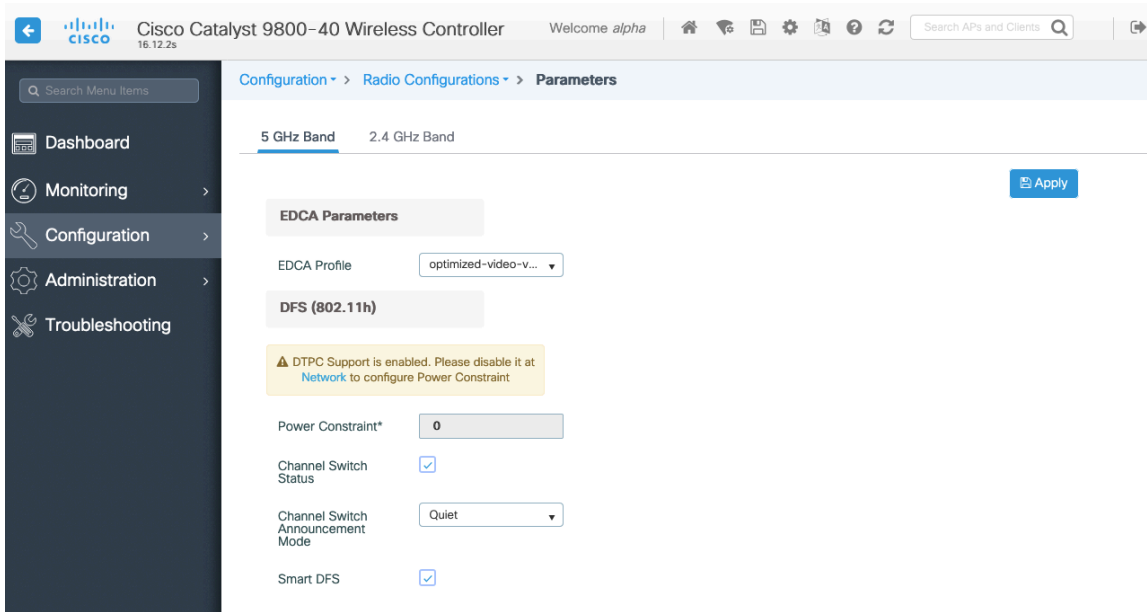 CISCO
Cisco Catalyst 9800-40 Wireless Controller
16.12.2s
Welcome alpha
Search APs and Clients
Search Menu Items
Dashboard
Monitoring
Configuration
Administration
Troubleshooting
Configuration > Radio Configurations > Parameters
5 GHz Band 2.4 GHz Band
Apply
EDCA Parameters
EDCA Profile optimized-video-v...
DFS (802.11h)
DTPC Support is enabled. Please disable it at
Network to configure Power Constraint
Power Constraint* 0
Channel Switch
Status
Channel Switch
Announcement
Mode
Quiet
Smart DFS